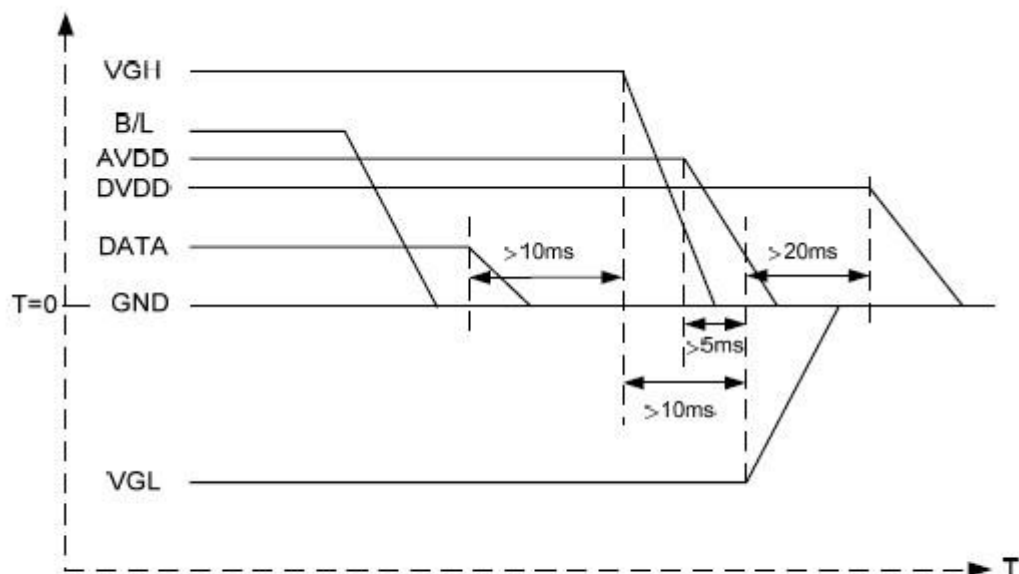 VGH
B/L
AVDD
DVDD
DATA
>10ms
>20ms
T=0
GND
>5ms
>10ms
VGL
T